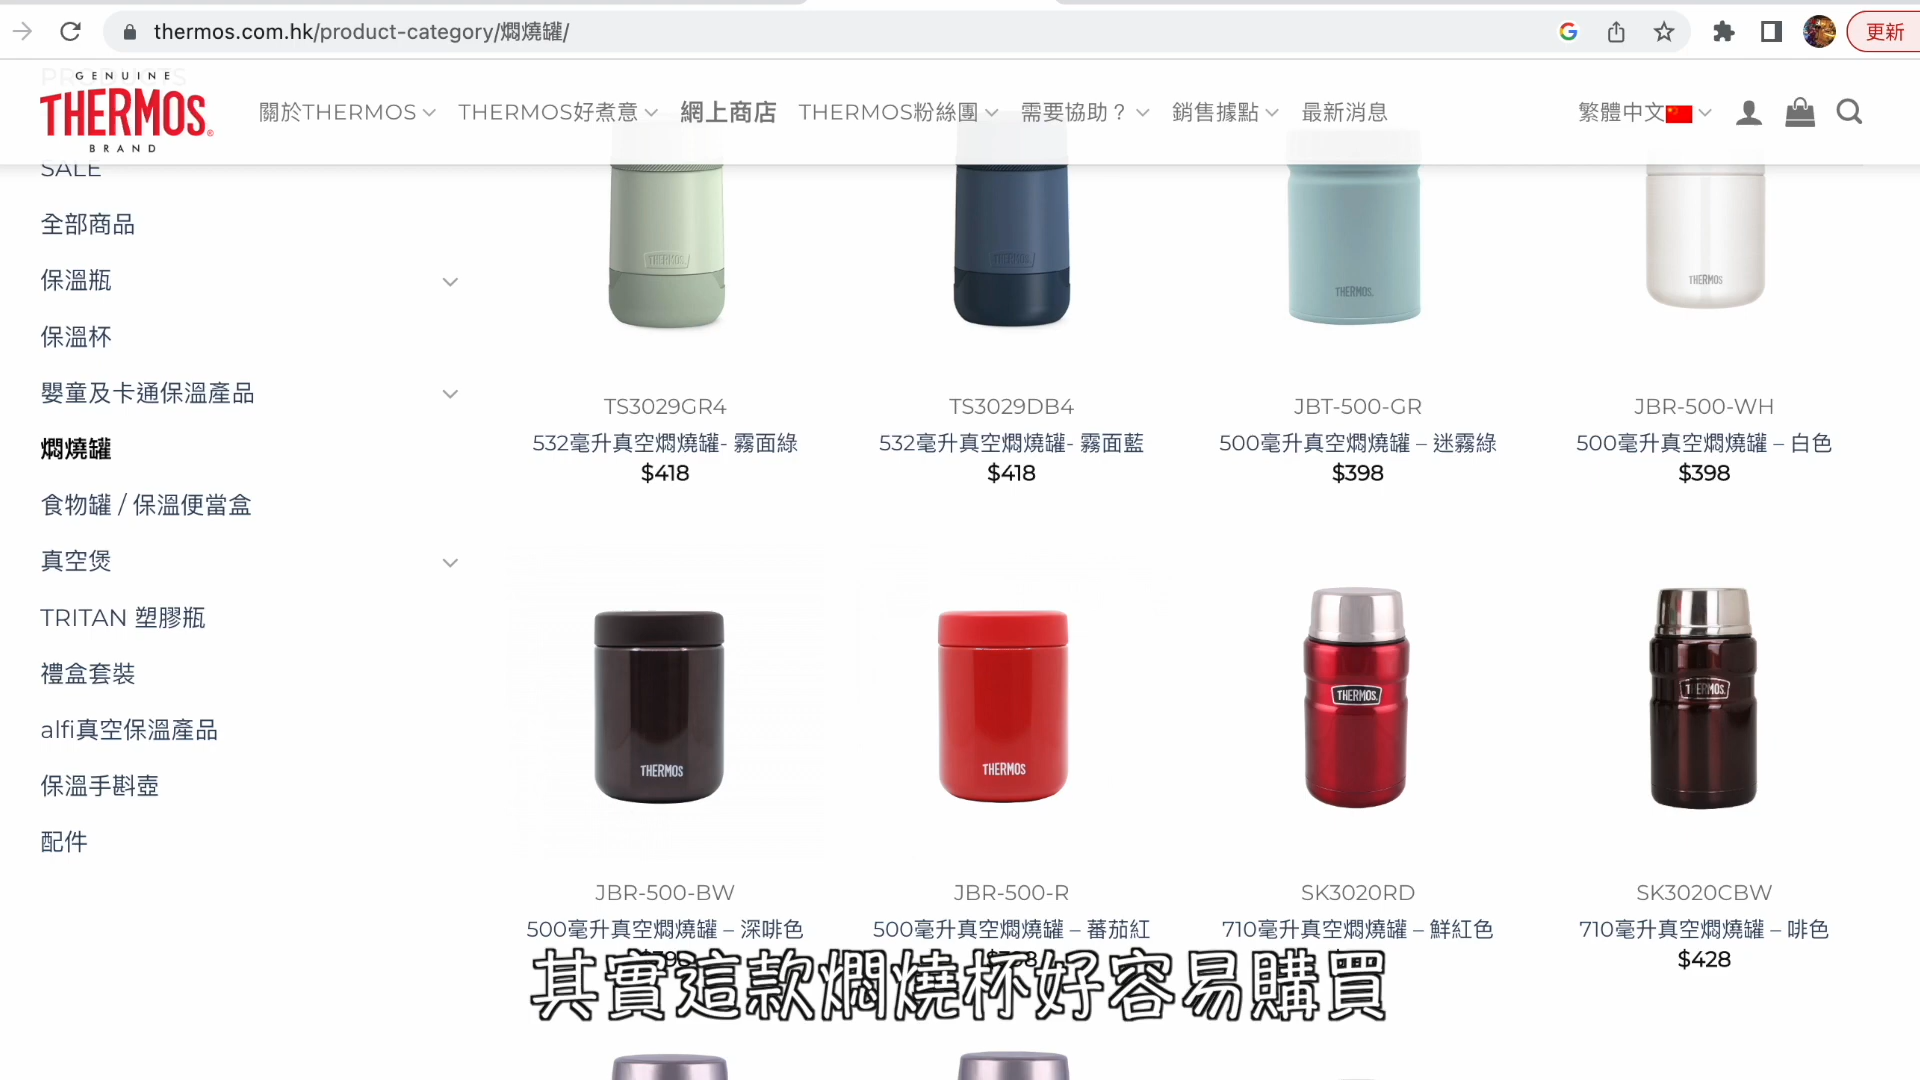 thermos.com.hk/product-category/燜燒罐/
更新
PRODUCTS
GENUINE
THERMOS
BRAND
關於THERMOS
THERMOS好煮意
網上商店
THERMOS粉絲團
需要協助？
銷售據點
最新消息
繁體中文
SALE
全部商品
保溫瓶
保溫杯
嬰童及卡通保溫產品
燜燒罐
食物罐 / 保溫便當盒
真空煲
TRITAN 塑膠瓶
禮盒套裝
alfi真空保溫產品
保溫手斟壺
配件
THERMOS
THERMOS
THERMOS
THERMOS
TS3029GR4
532毫升真空燜燒罐- 霧面綠
$418
TS3029DB4
532毫升真空燜燒罐- 霧面藍
$418
JBT-500-GR
500毫升真空燜燒罐 – 迷霧綠
$398
JBR-500-WH
500毫升真空燜燒罐 – 白色
$398
THERMOS
THERMOS
THERMOS
THERMOS
JBR-500-BW
500毫升真空燜燒罐 – 深啡色
JBR-500-R
500毫升真空燜燒罐 – 蕃茄紅
SK3020RD
710毫升真空燜燒罐 – 鮮紅色
SK3020CBW
710毫升真空燜燒罐 – 啡色
$428
其實這款燜燒杯好容易購買